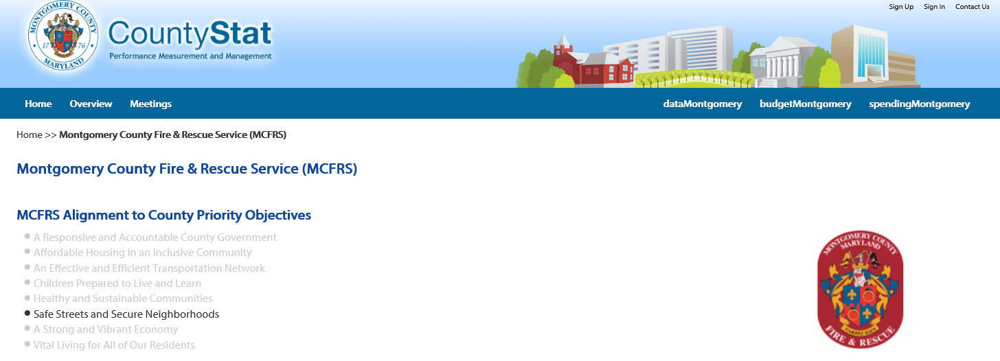 Sign Up Sign In Contact Us
MONTGOMERY COUNTY
17 76
MARYLAND
CountyStat
Performance Measurement and Management
Home Overview Meetings dataMontgomery budgetMontgomery spendingMontgomery
Home >> Montgomery County Fire & Rescue Service (MCFRS)
Montgomery County Fire & Rescue Service (MCFRS)
MCFRS Alignment to County Priority Objectives
A Responsive and Accountable County Government
Affordable Housing in an Inclusive Community
An Effective and Efficient Transportation Network
Children Prepared to Live and Learn
Healthy and Sustainable Communities
Safe Streets and Secure Neighborhoods
A Strong and Vibrant Economy
Vital Living for All of Our Residents
MONTGOMERY COUNTY
MARYLAND
GARDEZ BIEN
FIRE & RESCUE